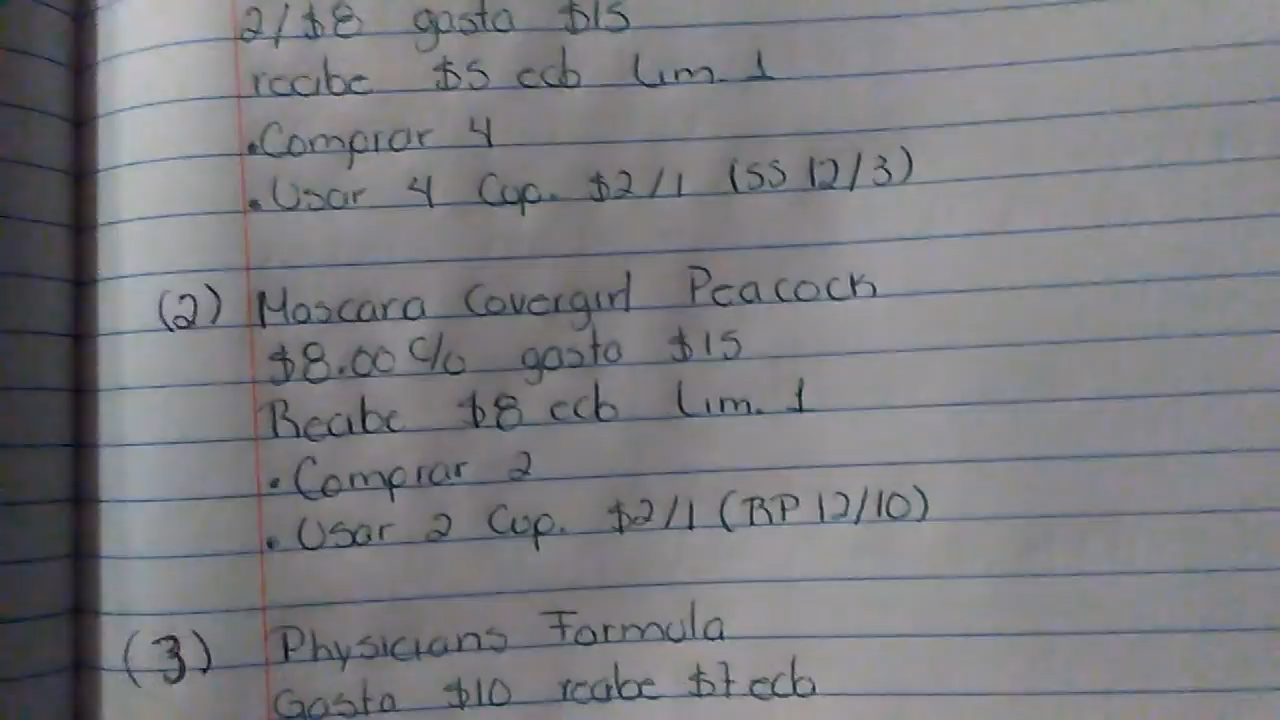 2/$8 gasta $15
recibe $5 ecb Lim. 1
•Comprar 4
•Usar 4 Cup. $2/1 (SS 12/3)
(2) Mascara Covergirl Peacock
$8.00 c/o gasta $15
Recibe $8 ecb Lim. 1
•Comprar 2
•Usar 2 Cup. $2/1 (RP 12/10)
(3) Physicians Formula
Gasta $10 recibe $7 ecb